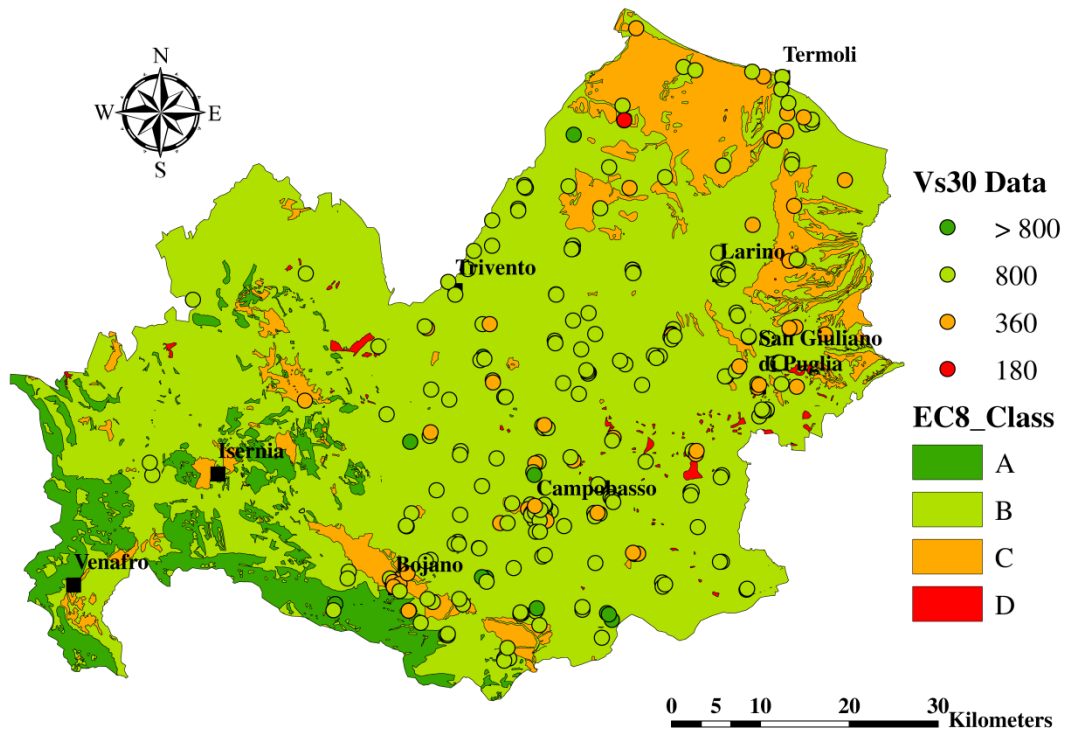 N
W E
S
Termoli
Trivento
Larino
San Giuliano
di Puglia
Isernia
Campobasso
Venafro
Bojano
Vs30 Data
> 800
800
360
180
EC8_Class
A
B
C
D
0 5 10 20 30
Kilometers